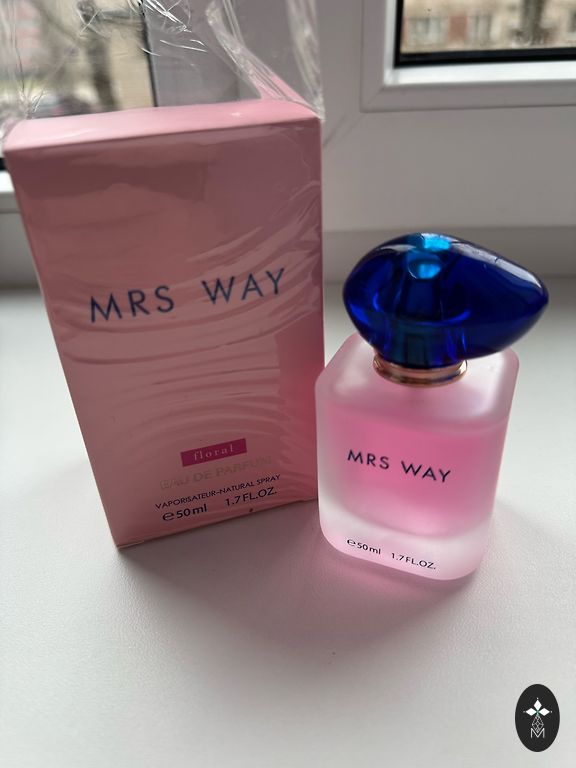 MRS WAY
floral
EAU DE PARFUM
VAPORISATEUR-NATURAL SPRAY
℮50ml 1.7FL.OZ.
MRS WAY
℮50ml 1.7FL.OZ.
M